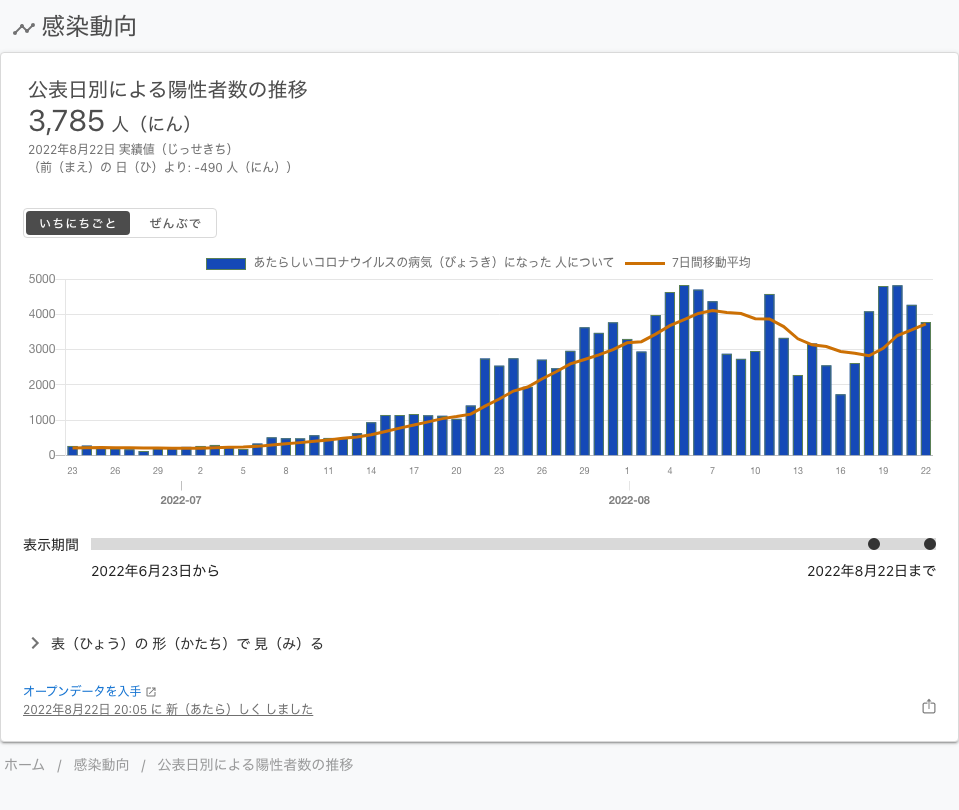 感染動向
公表日別による陽性者数の推移
3,785 人（にん）
2022年8月22日 実績値（じっせきち）
（前（まえ）の 日（ひ）より: -490 人（にん））
いちにちごと ぜんぶで
あたらしいコロナウイルスの病気（びょうき）になった 人について 7日間移動平均
5000
4000
3000
2000
1000
0
23 26 29 2 5 8 11 14 17 20 23 26 29 1 4 7 10 13 16 19 22
2022-07 2022-08
表示期間
2022年6月23日から 2022年8月22日まで
表（ひょう）の 形（かたち）で 見（み）る
オープンデータを入手
2022年8月22日 20:05 に 新（あたら）しく しました
ホーム / 感染動向 / 公表日別による陽性者数の推移